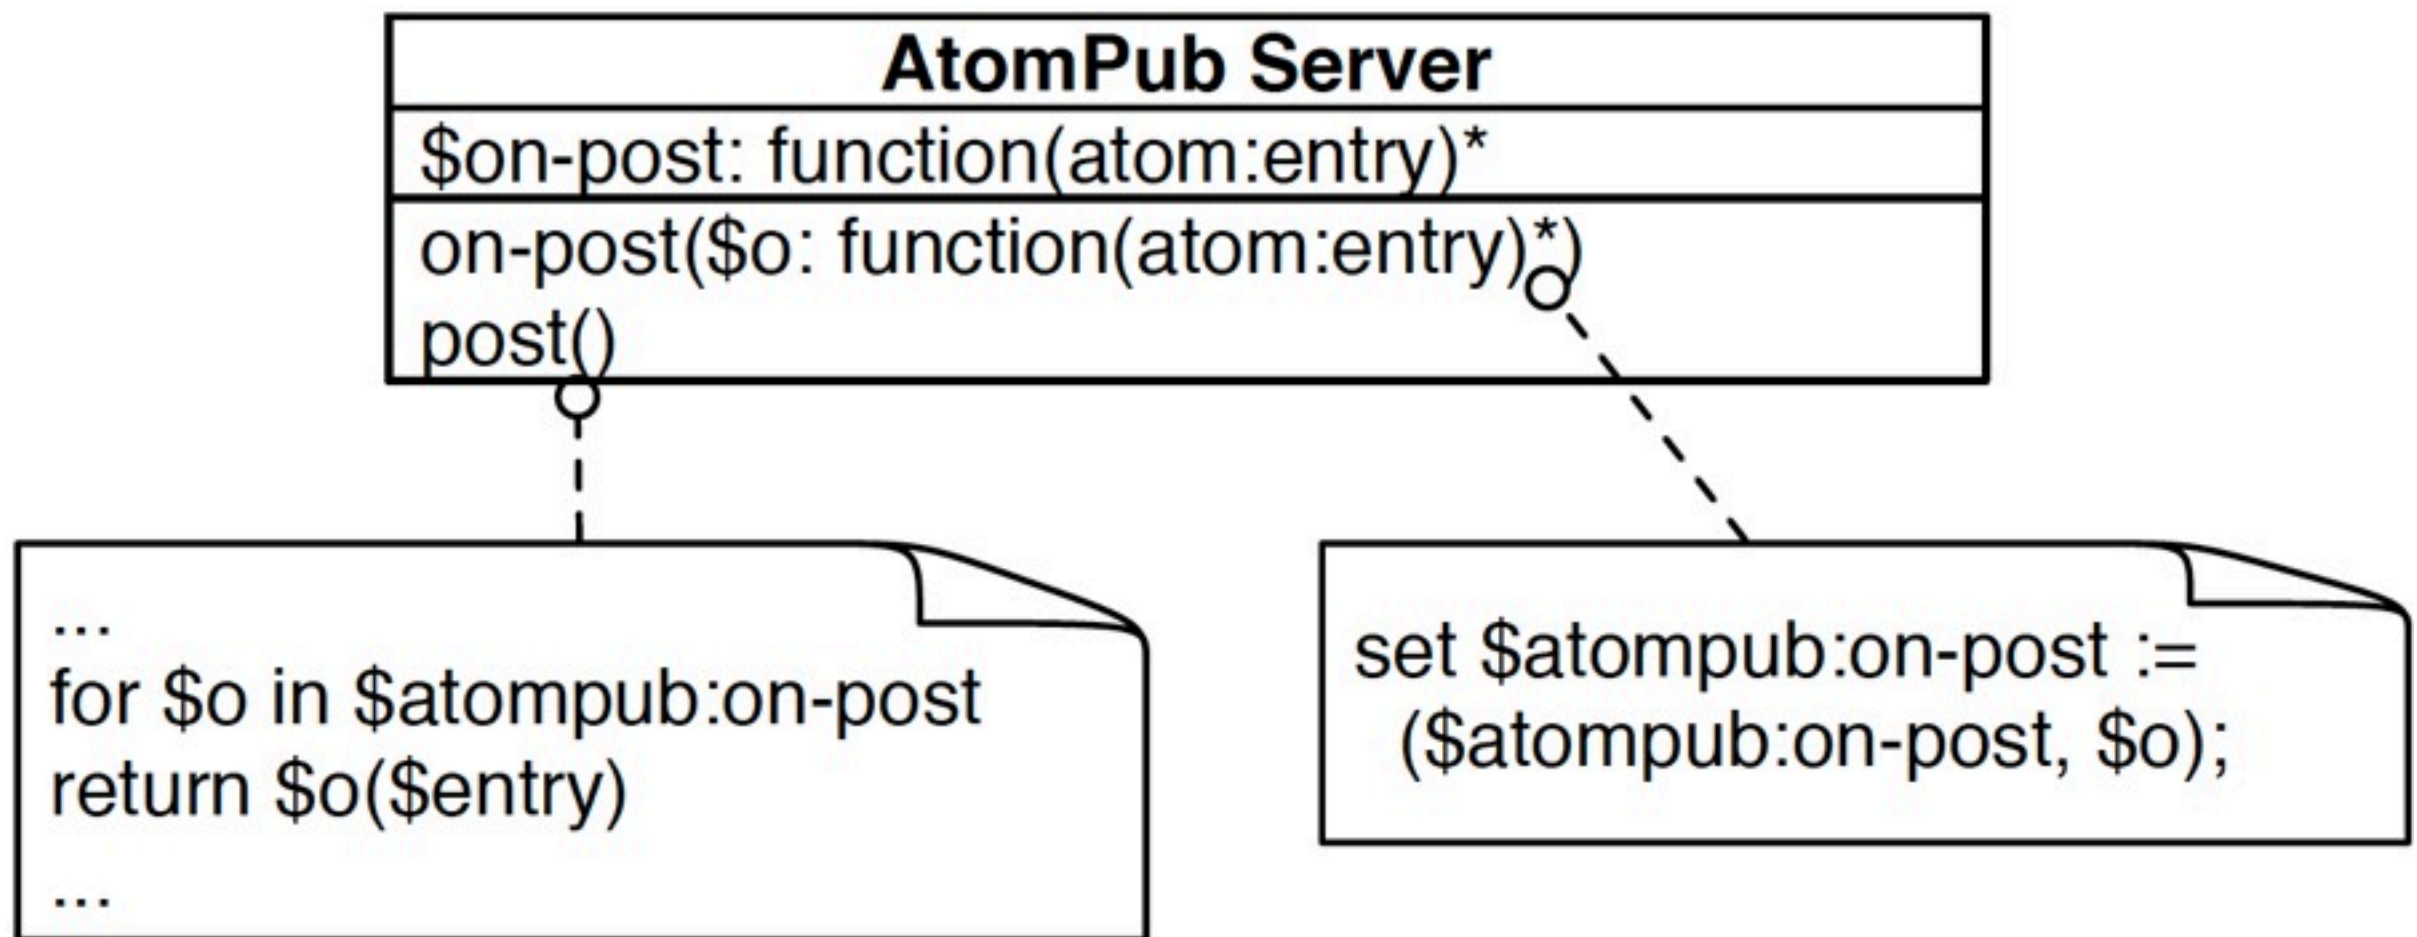 AtomPub Server
$on-post: function(atom:entry)*
on-post($o: function(atom:entry)*)
post()
...
for $o in $atompub:on-post
return $o($entry)
...
set $atompub:on-post :=
($atompub:on-post, $o);